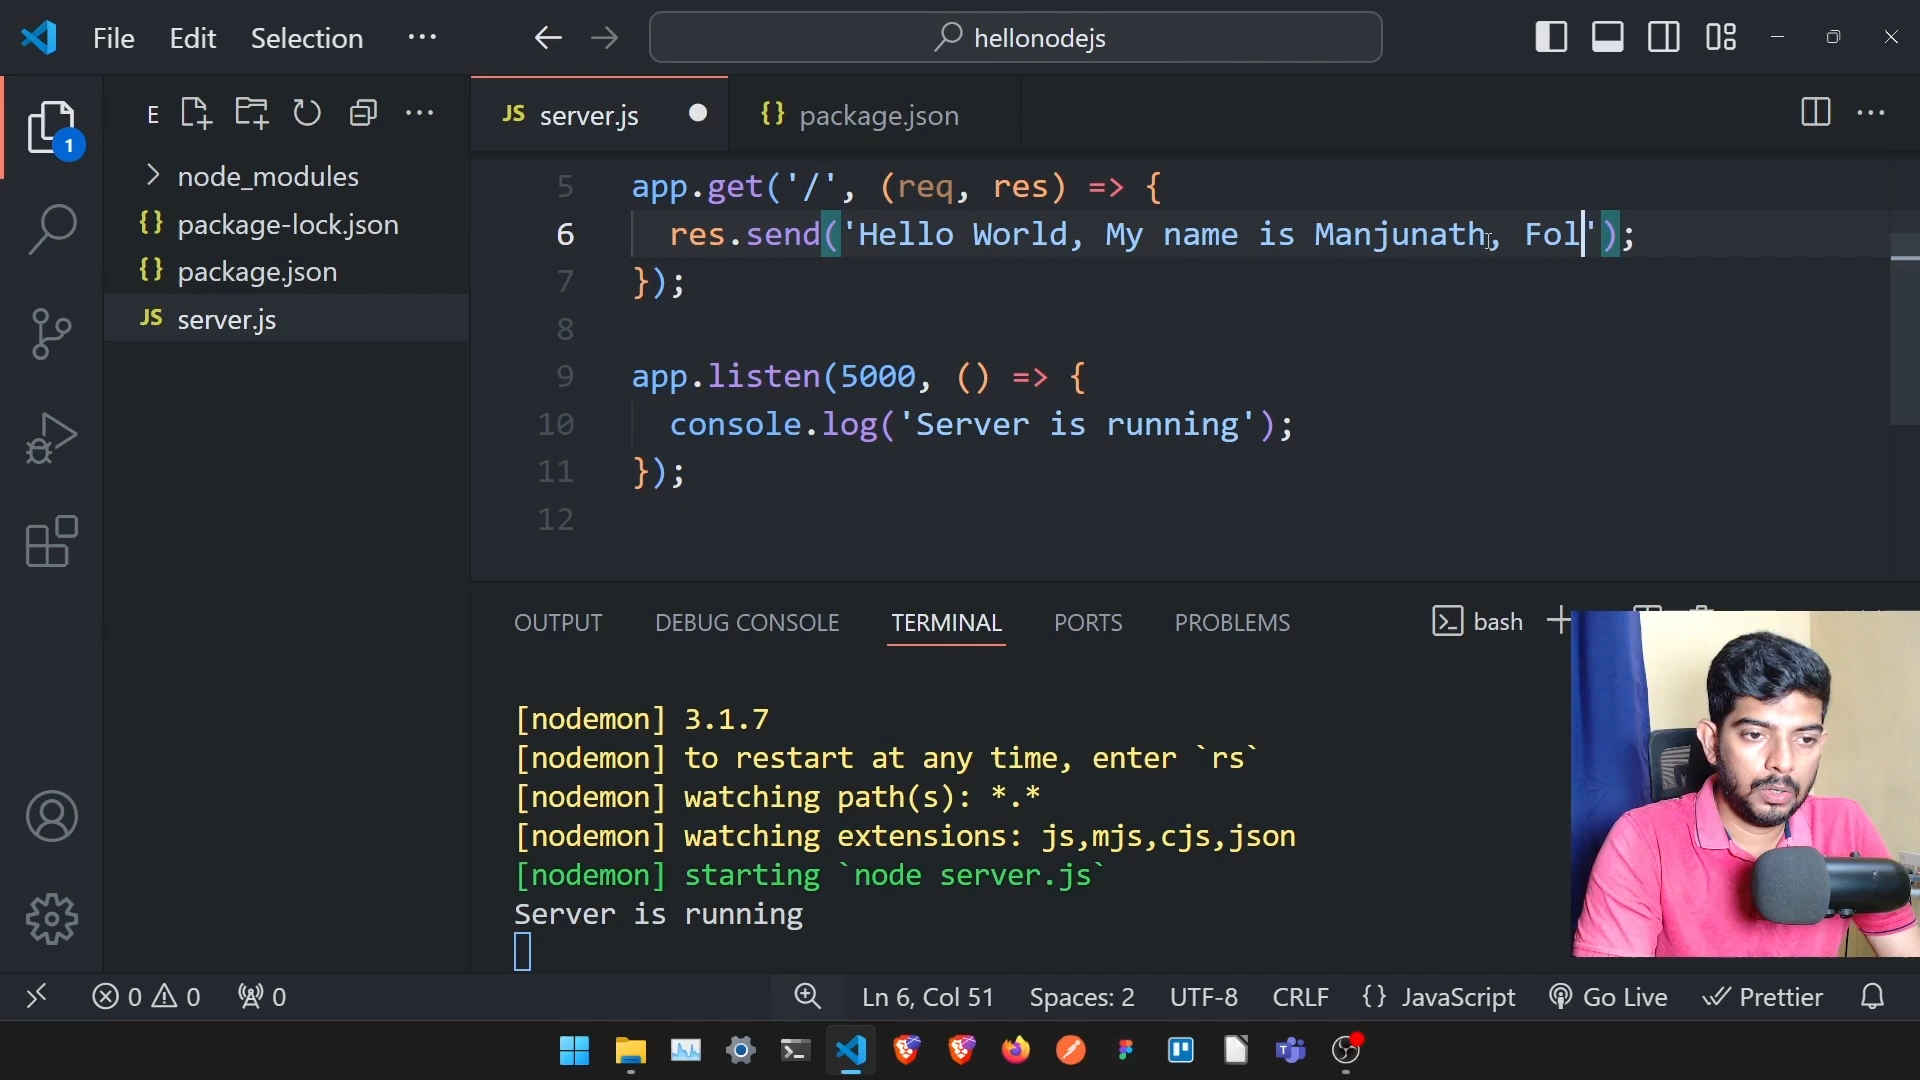 File Edit Selection ...
hellonodejs
E
node_modules
{} package-lock.json
{} package.json
JS server.js
1
JS server.js
{} package.json
5 app.get('/', (req, res) => {
6 res.send('Hello World, My name is Manjunath, Fol');
7 });
8
9 app.listen(5000, () => {
10 console.log('Server is running');
11 });
12
OUTPUT DEBUG CONSOLE TERMINAL PORTS PROBLEMS bash
[nodemon] 3.1.7
[nodemon] to restart at any time, enter `rs`
[nodemon] watching path(s): *.*
[nodemon] watching extensions: js,mjs,cjs,json
[nodemon] starting `node server.js`
Server is running
0 0 0 Ln 6, Col 51 Spaces: 2 UTF-8 CRLF {} JavaScript Go Live Prettier